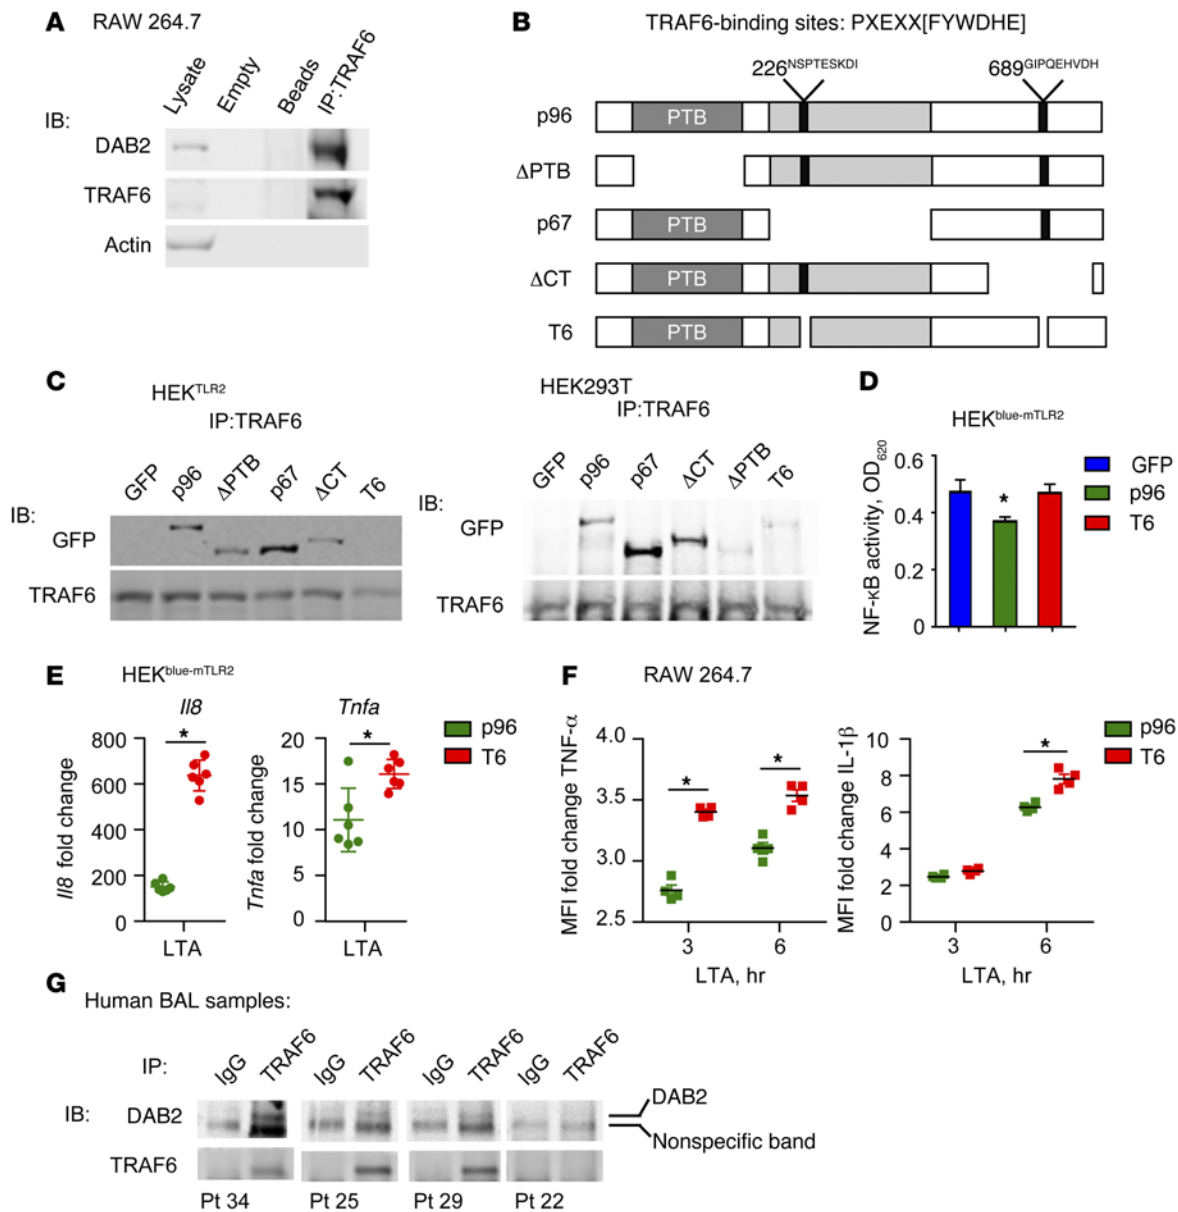 A RAW 264.7
Lysate
Empty
Beads
IP:TRAF6
IB:
DAB2
TRAF6
Actin
B TRAF6-binding sites: PXEXX[FYWDHE]
226NSPTESKDI 689GIPQEHVDH
p96 PTB
ΔPTB
p67 PTB
ΔCT PTB
T6 PTB
C HEKTLR2
IP:TRAF6
GFP p96 ΔPTB p67 ΔCT T6
IB:
GFP
TRAF6
HEK293T
IP:TRAF6
GFP p96 p67 ΔCT ΔPTB T6
GFP
TRAF6
D HEKblue-mTLR2
NF-κB activity, OD620
0.6
0.4
0.2
0
*
GFP
p96
T6
E HEKblue-mTLR2
Il8
Il8 fold change
800
600
400
200
0
*
LTA
Tnfa
Tnfa fold change
20
15
10
5
0
*
LTA
p96
T6
F RAW 264.7
MFI fold change TNF-α
4.0
3.5
3.0
2.5
* *
3 6
LTA, hr
MFI fold change IL-1β
10
8
6
4
2
0
*
3 6
LTA, hr
p96
T6
G Human BAL samples:
IP: IgG TRAF6 IgG TRAF6 IgG TRAF6 IgG TRAF6
IB: DAB2
TRAF6
DAB2
Nonspecific band
Pt 34 Pt 25 Pt 29 Pt 22